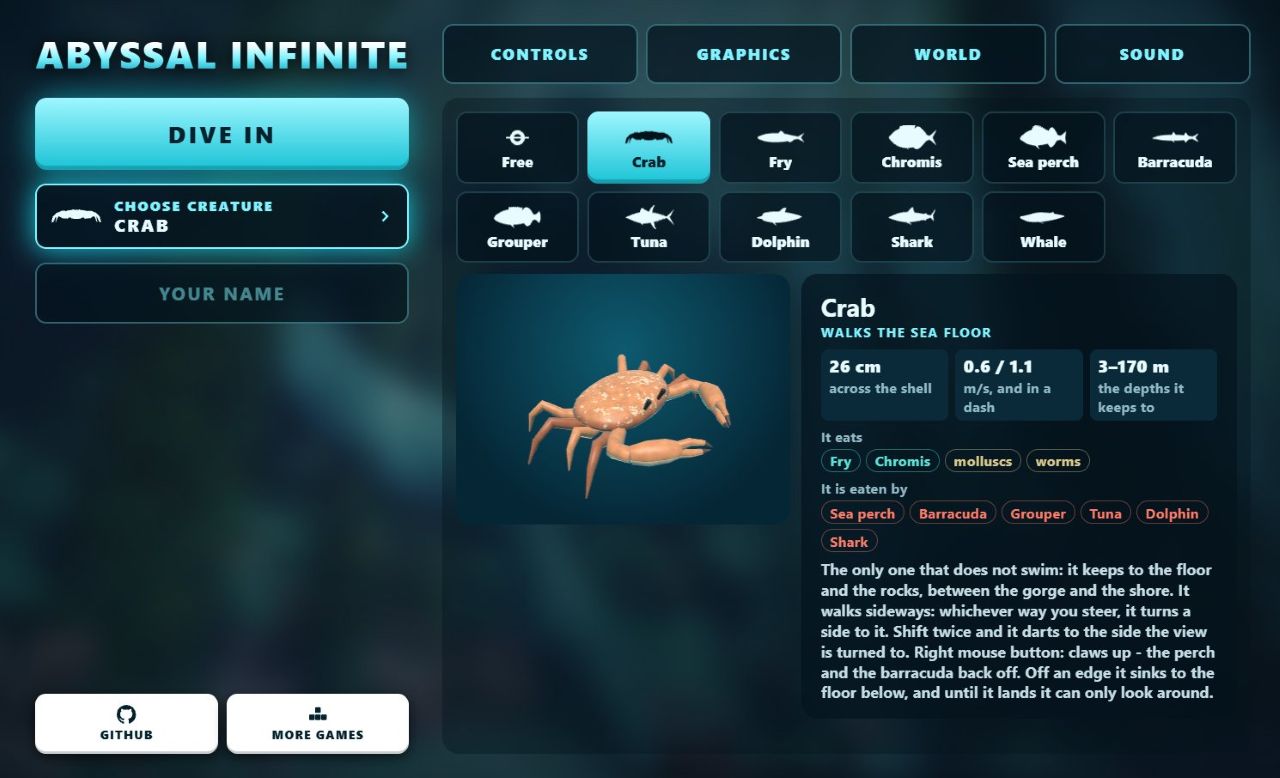 ABYSSAL INFINITE
CONTROLS
GRAPHICS
WORLD
SOUND
DIVE IN
CHOOSE CREATURE
CRAB
YOUR NAME
Free
Crab
Fry
Chromis
Sea perch
Barracuda
Grouper
Tuna
Dolphin
Shark
Whale
Crab
WALKS THE SEA FLOOR
26 cm
across the shell
0.6 / 1.1
m/s, and in a
dash
3–170 m
the depths it
keeps to
It eats
Fry
Chromis
molluscs
worms
It is eaten by
Sea perch
Barracuda
Grouper
Tuna
Dolphin
Shark
The only one that does not swim: it keeps to the floor
and the rocks, between the gorge and the shore. It
walks sideways: whichever way you steer, it turns a
side to it. Shift twice and it darts to the side the view
is turned to. Right mouse button: claws up - the perch
and the barracuda back off. Off an edge it sinks to the
floor below, and until it lands it can only look around.
GITHUB
MORE GAMES